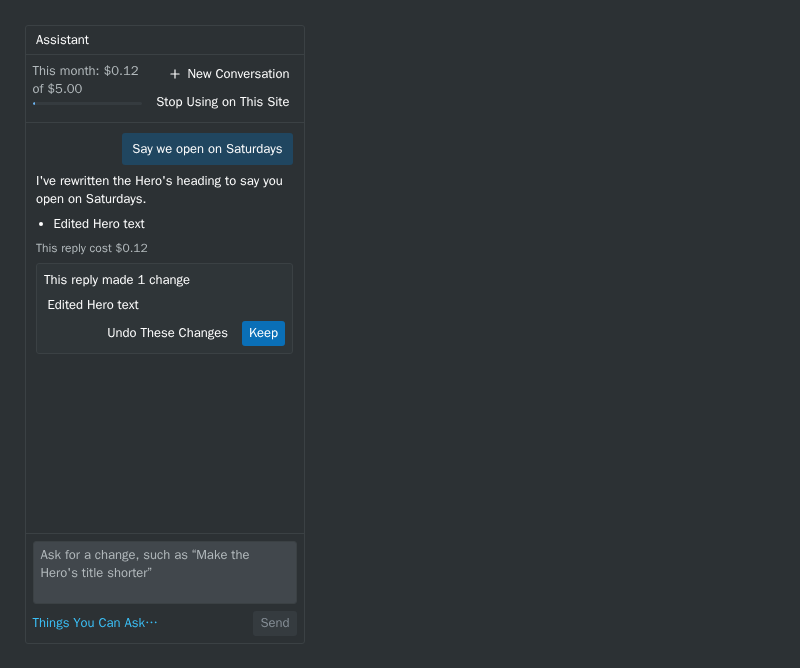 Assistant
This month: $0.12
of $5.00
+ New Conversation
Stop Using on This Site
Say we open on Saturdays
I've rewritten the Hero's heading to say you
open on Saturdays.
• Edited Hero text
This reply cost $0.12
This reply made 1 change
Edited Hero text
Undo These Changes
Keep
Ask for a change, such as "Make the
Hero's title shorter"
Things You Can Ask…
Send